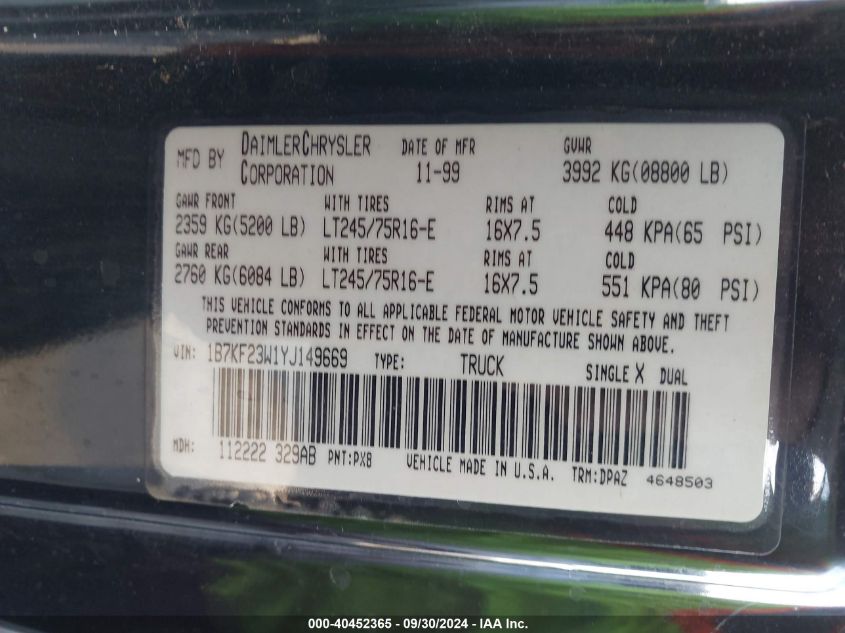 MFD BY DAIMLERCHRYSLER CORPORATION DATE OF MFR 11-99 GVWR 3992 KG(08800 LB)
GAWR FRONT WITH TIRES RIMS AT COLD
2359 KG(5200 LB) LT245/75R16-E 16X7.5 448 KPA(65 PSI)
GAWR REAR WITH TIRES RIMS AT COLD
2760 KG(6084 LB) LT245/75R16-E 16X7.5 551 KPA(80 PSI)
THIS VEHICLE CONFORMS TO ALL APPLICABLE FEDERAL MOTOR VEHICLE SAFETY AND THEFT
PREVENTION STANDARDS IN EFFECT ON THE DATE OF MANUFACTURE SHOWN ABOVE.
VIN: 1B7KF23W1YJ149669 TYPE: TRUCK SINGLE X DUAL
MDH: 112222 329AB PNT:PX8 VEHICLE MADE IN U.S.A. TRM:DPAZ 4648503
000-40452365 - 09/30/2024 - IAA Inc.